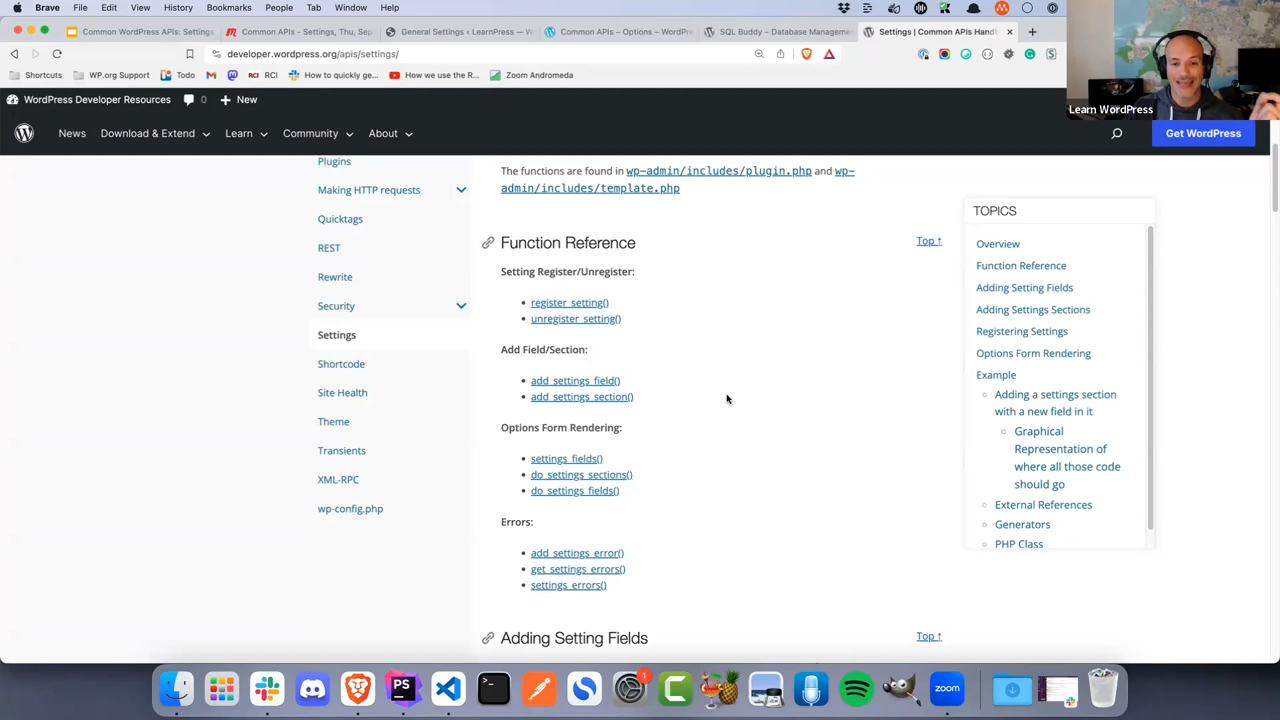 Brave File Edit View History Bookmarks People Tab Window Help
Common WordPress APIs: Settings
Common APIs - Settings, Thu, Sep
General Settings ‹ LearnPress — W
Common APIs – Options – WordPre
SQL Buddy – Database Manageme
Settings | Common APIs Handb
developer.wordpress.org/apis/settings/
Shortcuts WP.org Support Todo RCI How to quickly ge... How we use the R... Zoom Andromeda
Learn WordPress
WordPress Developer Resources 0 New
News Download & Extend Learn Community About Get WordPress
Plugins
Making HTTP requests
Quicktags
REST
Rewrite
Security
Settings
Shortcode
Site Health
Theme
Transients
XML-RPC
wp-config.php
The functions are found in wp-admin/includes/plugin.php and wp-
admin/includes/template.php
Function Reference
Top ↑
Setting Register/Unregister:
register_setting()
unregister_setting()
Add Field/Section:
add_settings_field()
add_settings_section()
Options Form Rendering:
settings_fields()
do_settings_sections()
do_settings_fields()
Errors:
add_settings_error()
get_settings_errors()
settings_errors()
Adding Setting Fields
Top ↑
TOPICS
Overview
Function Reference
Adding Setting Fields
Adding Settings Sections
Registering Settings
Options Form Rendering
Example
Adding a settings section
with a new field in it
Graphical
Representation of
where all those code
should go
External References
Generators
PHP Class
PS
1
zoom